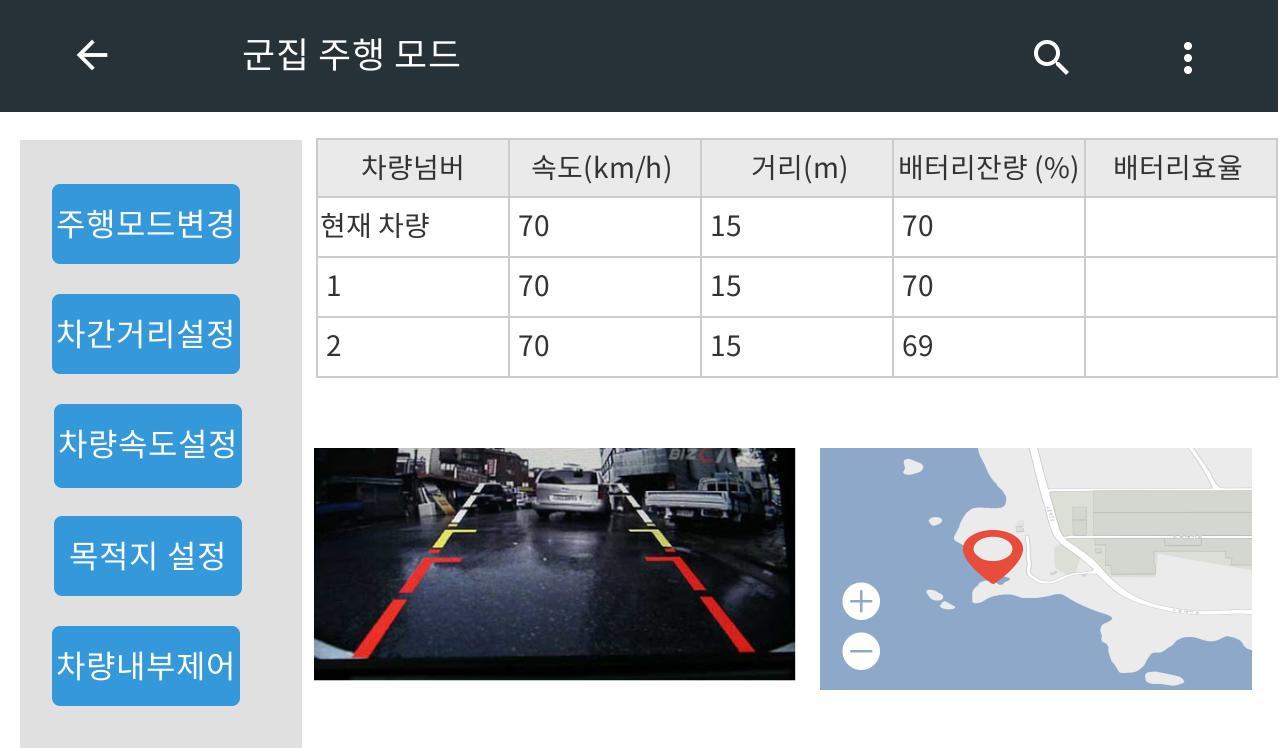 군집 주행 모드
주행모드변경
차간거리설정
차량속도설정
목적지 설정
차량내부제어
차량넘버 속도(km/h) 거리(m) 배터리잔량 (%) 배터리효율
현재 차량 70 15 70
1 70 15 70
2 70 15 69